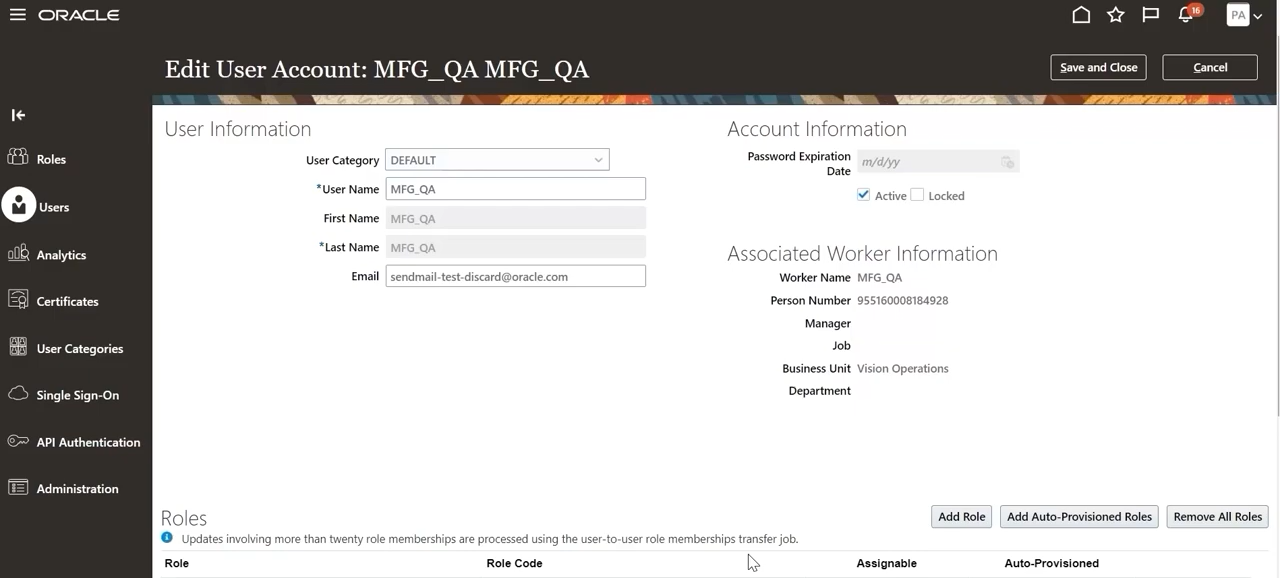 ORACLE
16
PA
Edit User Account: MFG_QA MFG_QA
Save and Close
Cancel
Roles
Users
Analytics
Certificates
User Categories
Single Sign-On
API Authentication
Administration
User Information
User Category DEFAULT
*User Name MFG_QA
First Name MFG_QA
*Last Name MFG_QA
Email sendmail-test-discard@oracle.com
Account Information
Password Expiration
Date m/d/yy
Active Locked
Associated Worker Information
Worker Name MFG_QA
Person Number 955160008184928
Manager
Job
Business Unit Vision Operations
Department
Roles
Add Role
Add Auto-Provisioned Roles
Remove All Roles
Updates involving more than twenty role memberships are processed using the user-to-user role memberships transfer job.
Role Role Code Assignable Auto-Provisioned